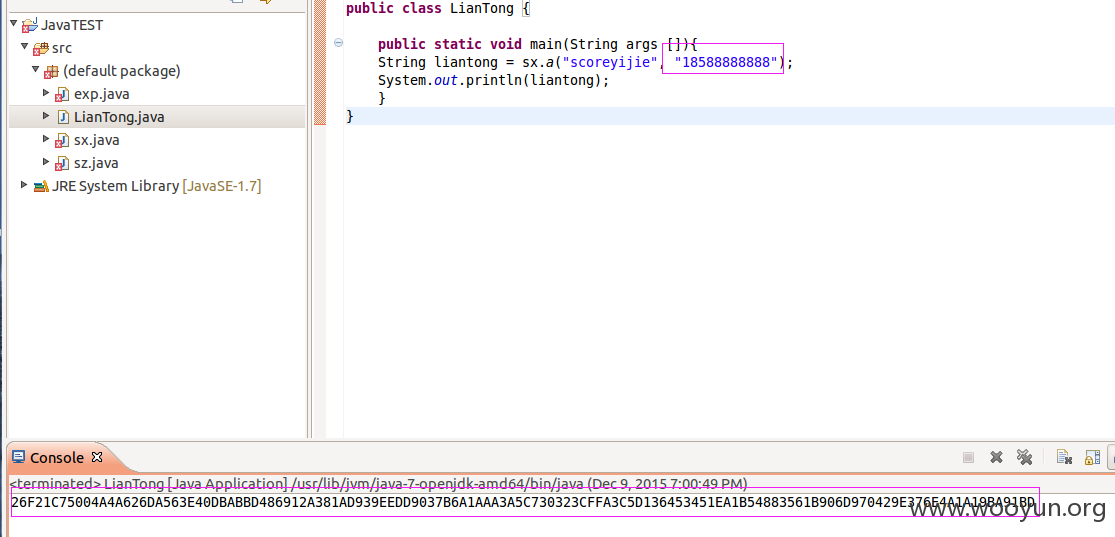 JavaTEST
src
(default package)
exp.java
LianTong.java
sx.java
sz.java
JRE System Library [JavaSE-1.7]
public class LianTong {
public static void main(String args []){
String liantong = sx.a("scoreyijie", "18588888888");
System.out.println(liantong);
}
}
Console
<terminated> LianTong [Java Application] /usr/lib/jvm/java-7-openjdk-amd64/bin/java (Dec 9, 2015 7:00:49 PM)
26F21C75004A4A626DA563E40DBABBD486912A381AD939EEDD9037B6A1AAA3A5C730323CFFA3C5D136453451EA1B54883561B906D970429E376E4A1A19BA91BD
www.wooyun.org